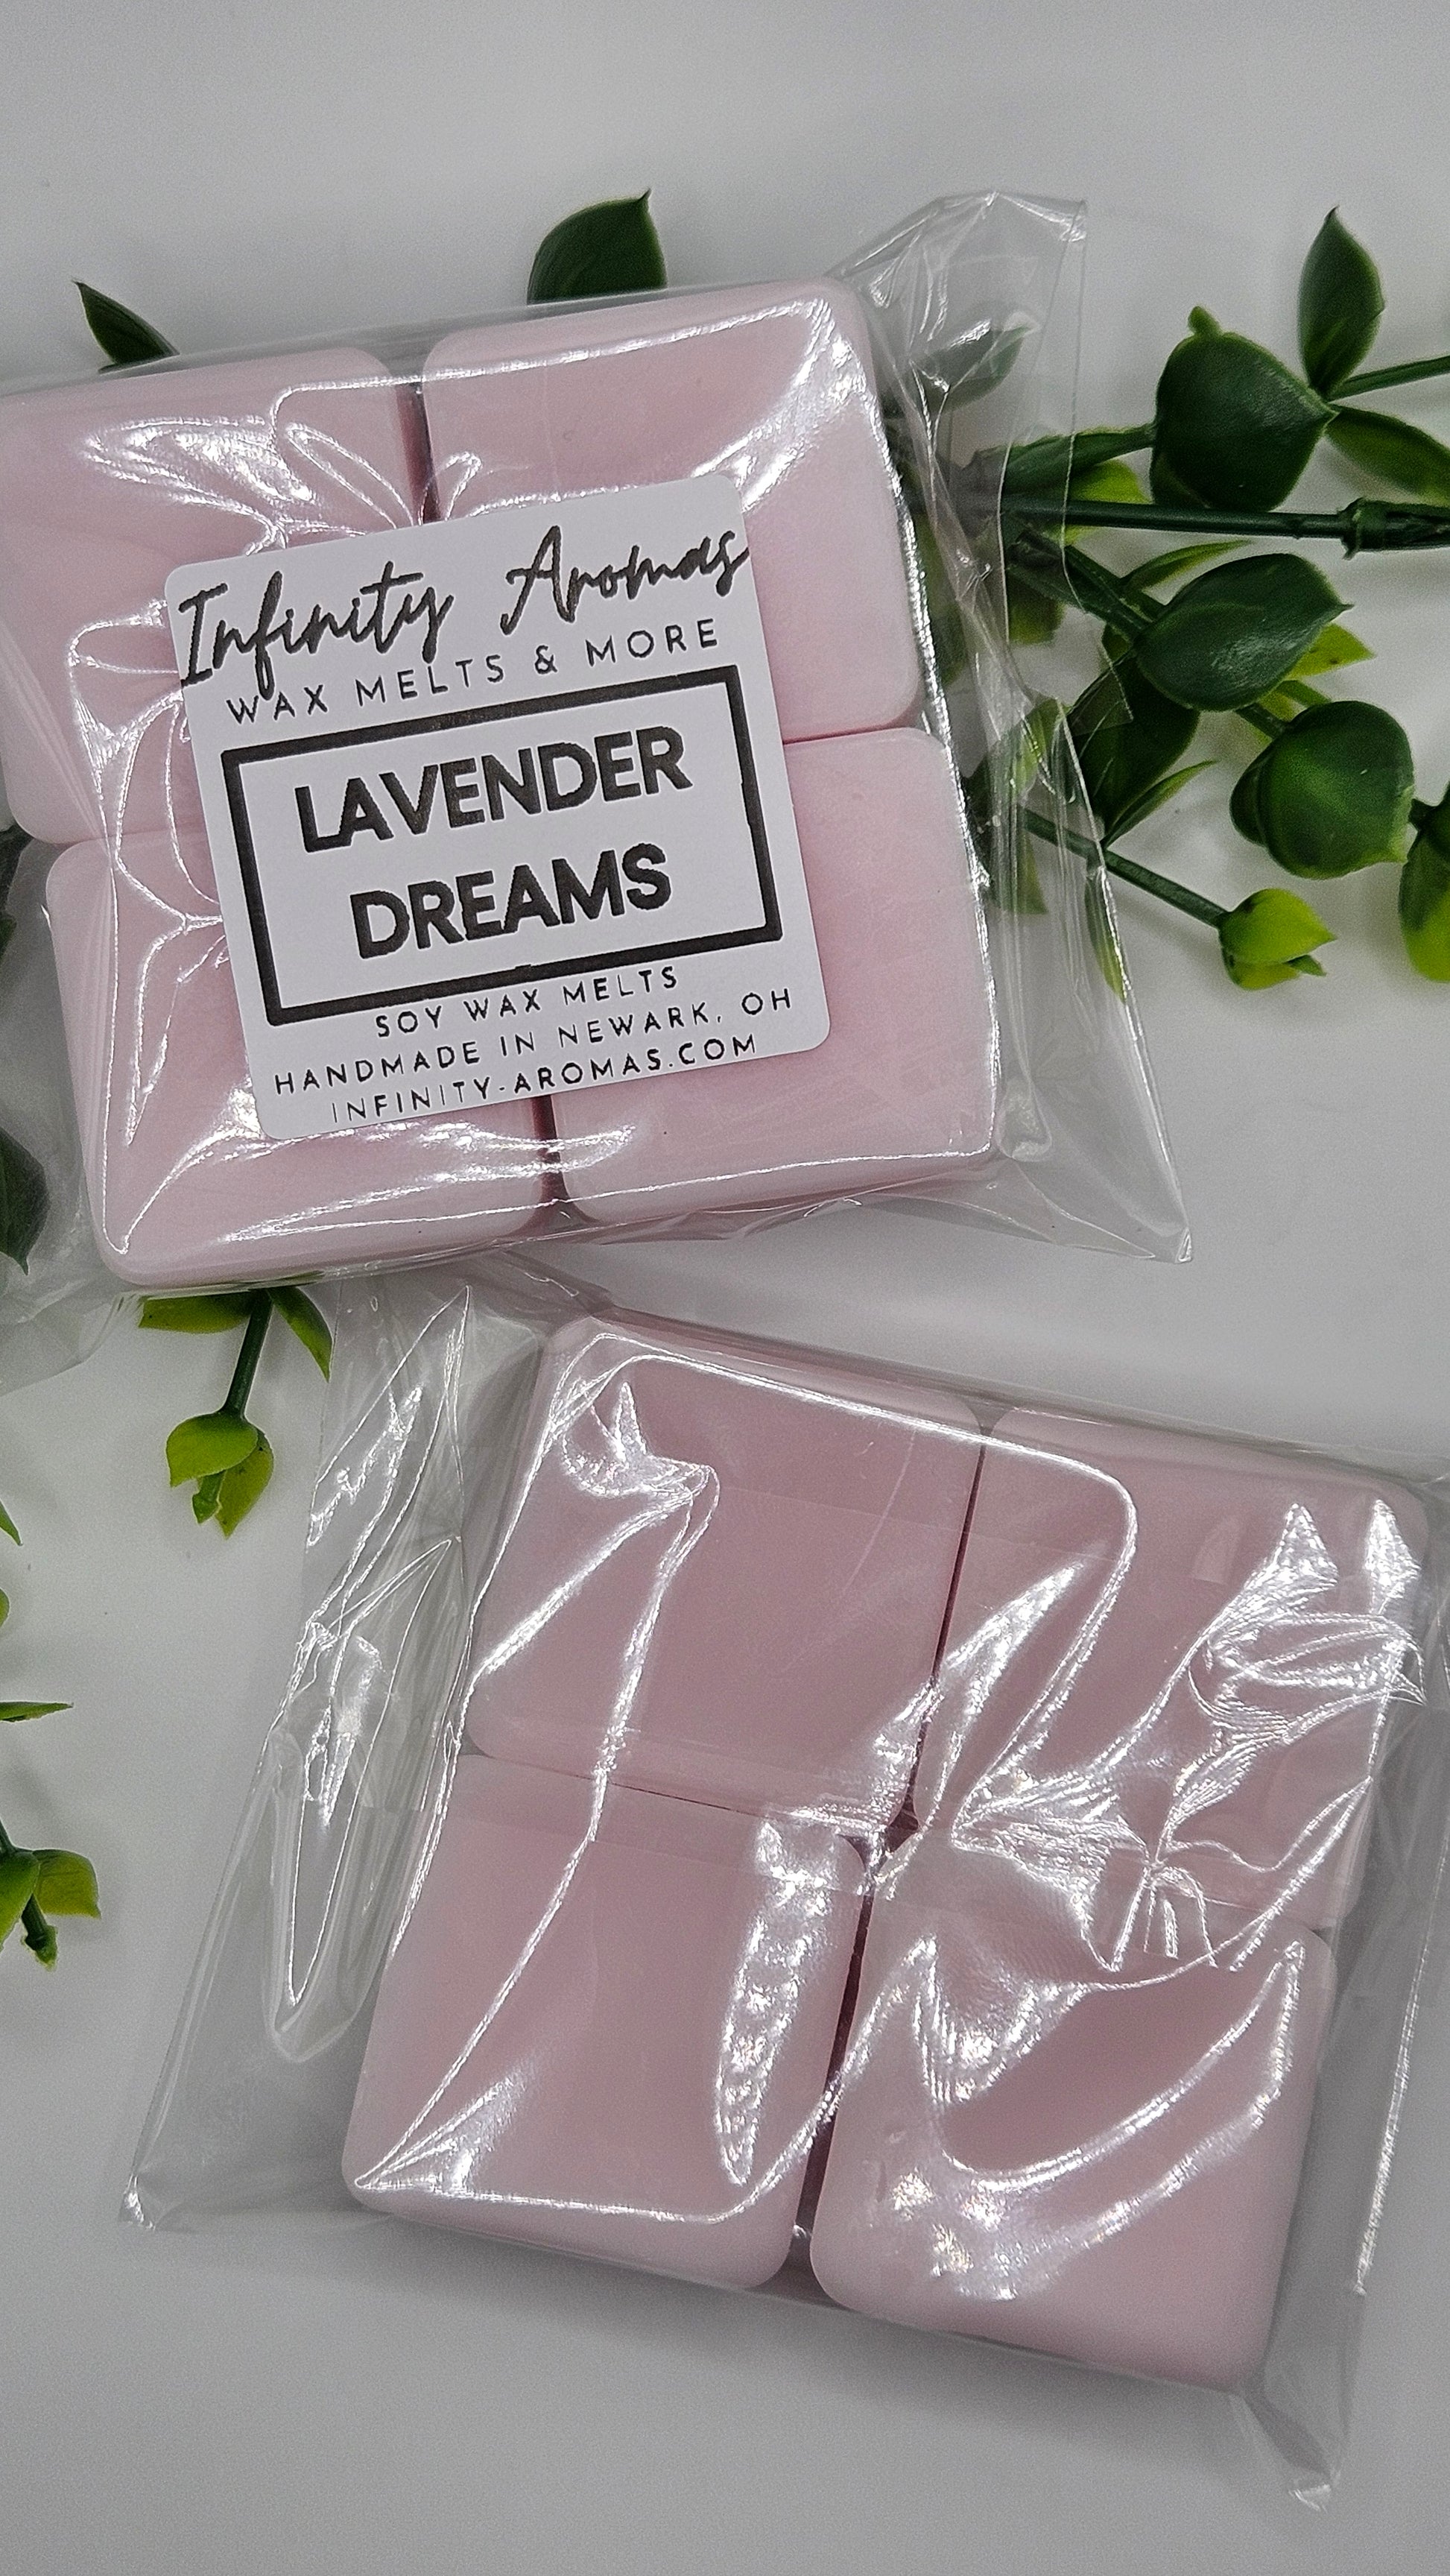 Infinity Aromas
WAX MELTS & MORE
LAVENDER
DREAMS
SOY WAX MELTS
HANDMADE IN NEWARK, OH
INFINITY-AROMAS.COM